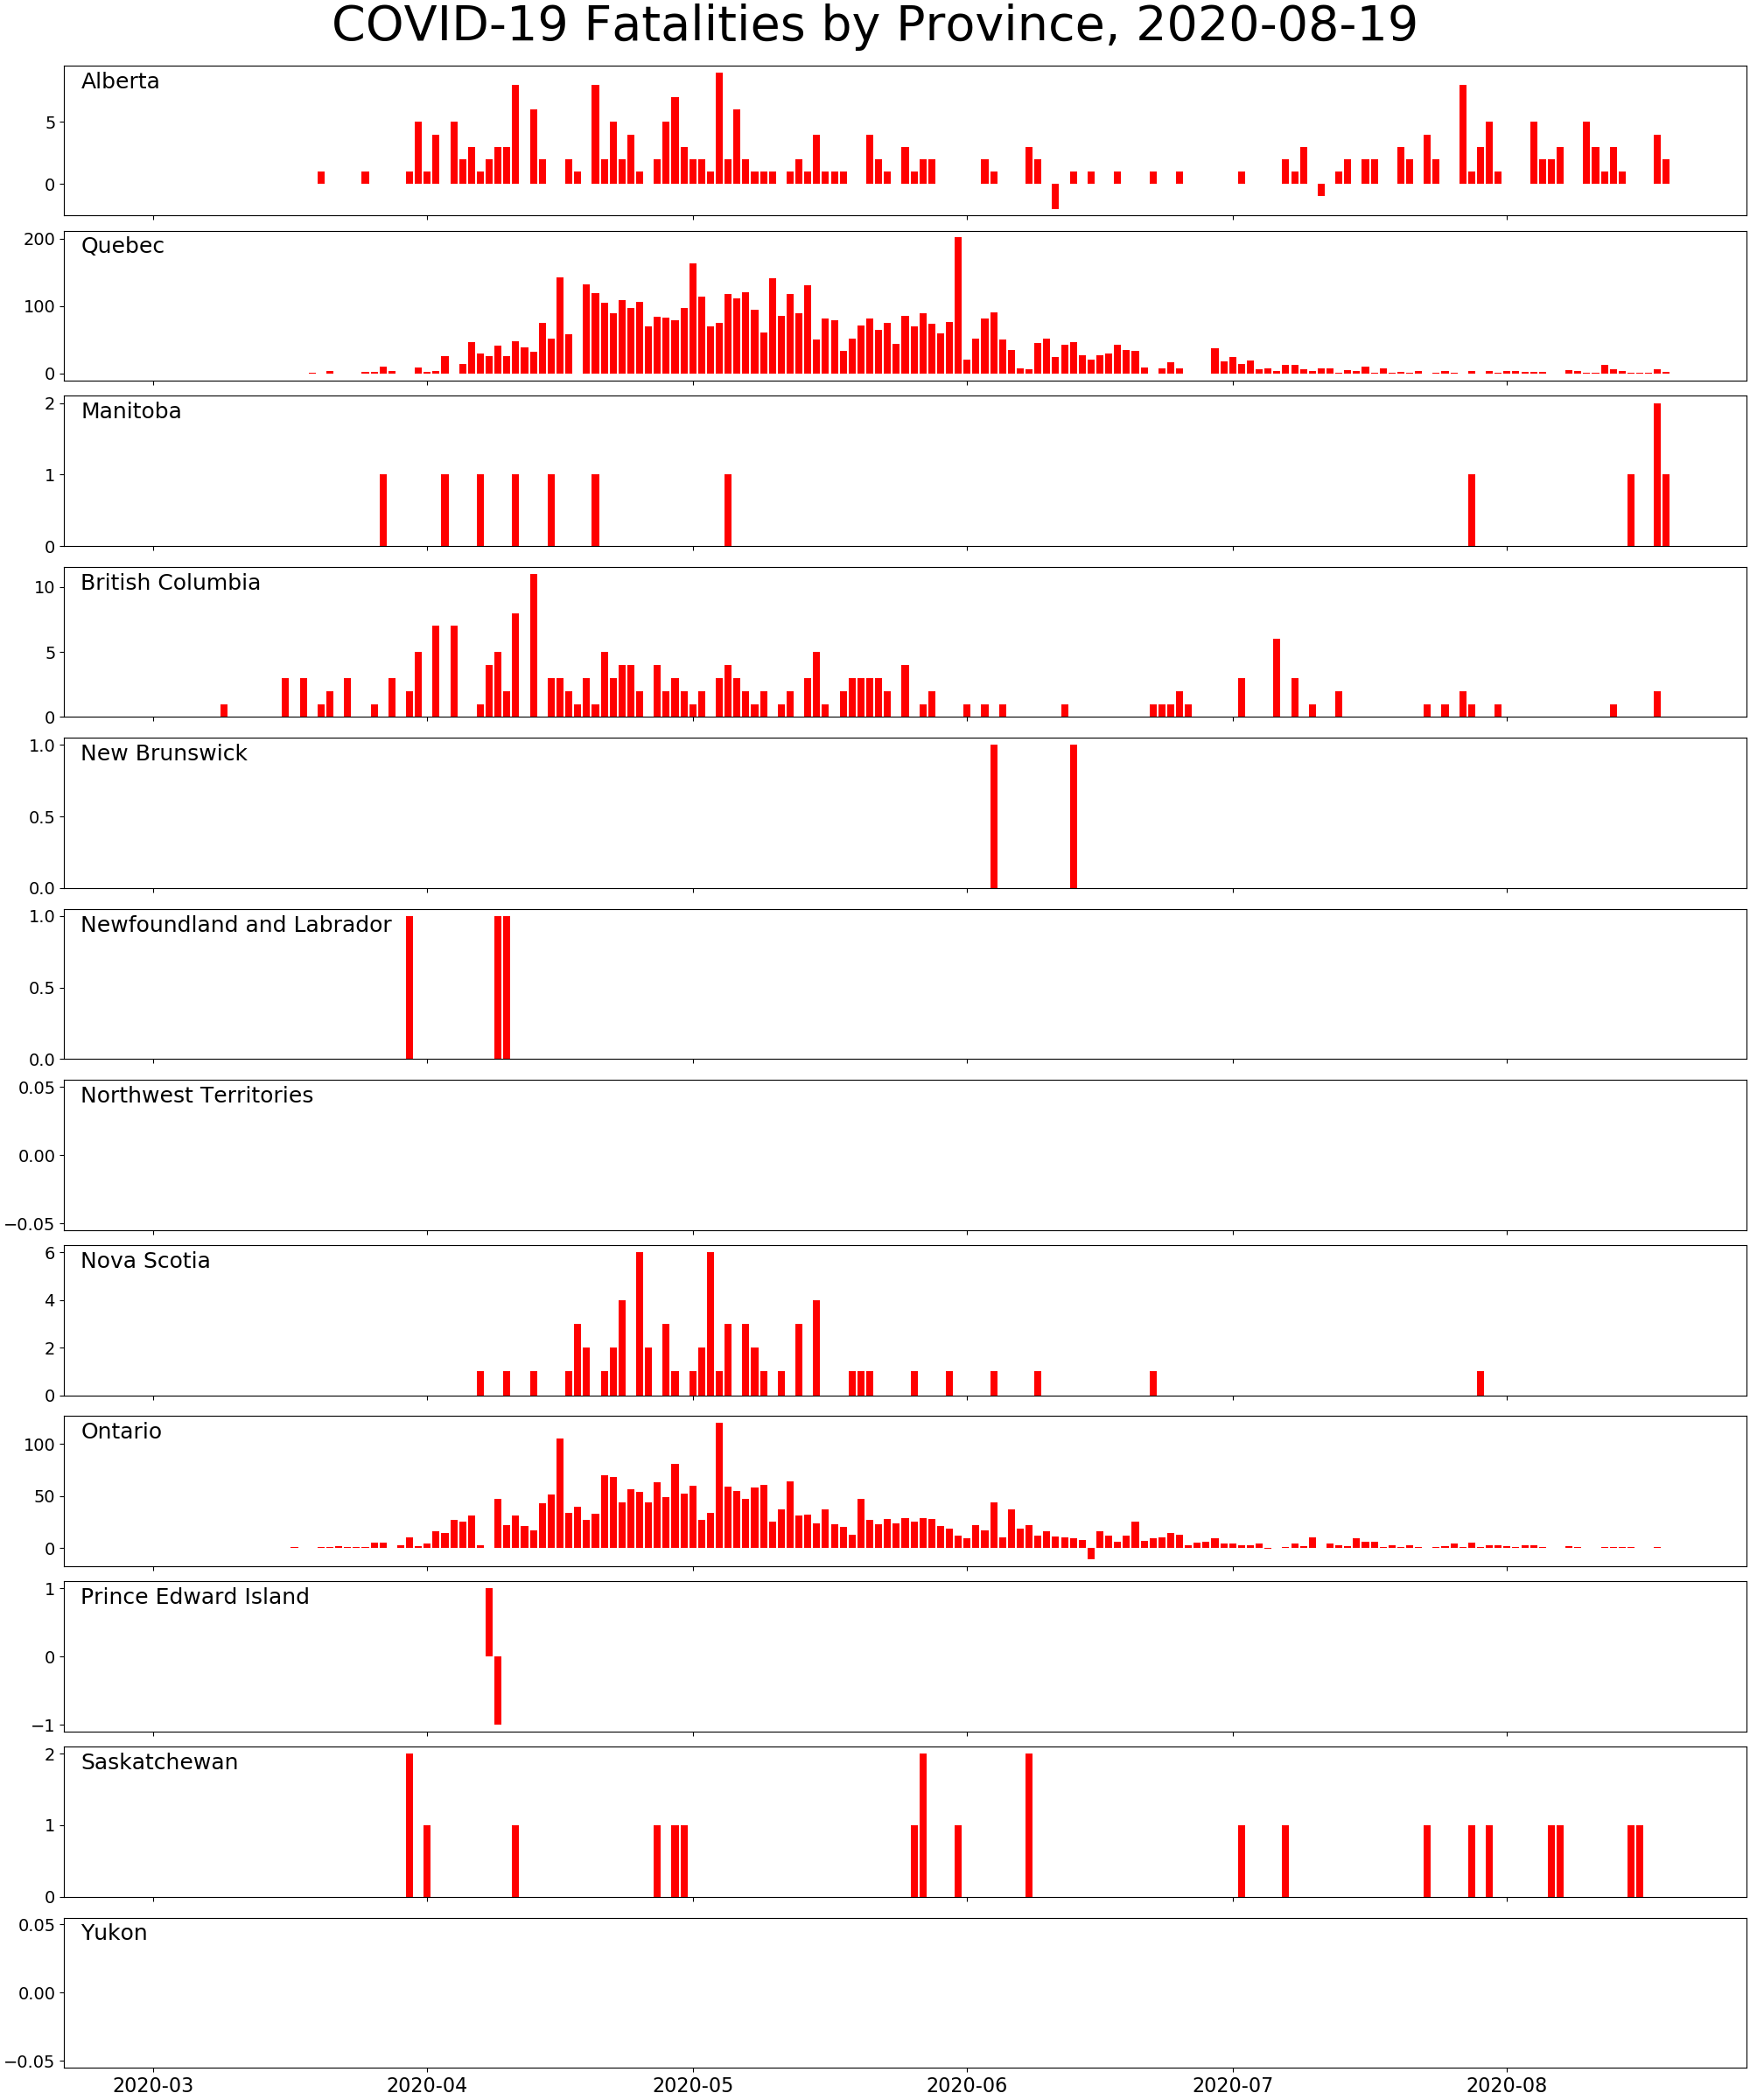 COVID-19 Fatalities by Province, 2020-08-19
Alberta
5
0
Quebec
200
100
0
Manitoba
2
1
0
British Columbia
10
5
0
New Brunswick
1.0
0.5
0.0
Newfoundland and Labrador
1.0
0.5
0.0
Northwest Territories
0.05
0.00
−0.05
Nova Scotia
6
4
2
0
Ontario
100
50
0
Prince Edward Island
1
0
−1
Saskatchewan
2
1
0
Yukon
0.05
0.00
−0.05
2020-03 2020-04 2020-05 2020-06 2020-07 2020-08